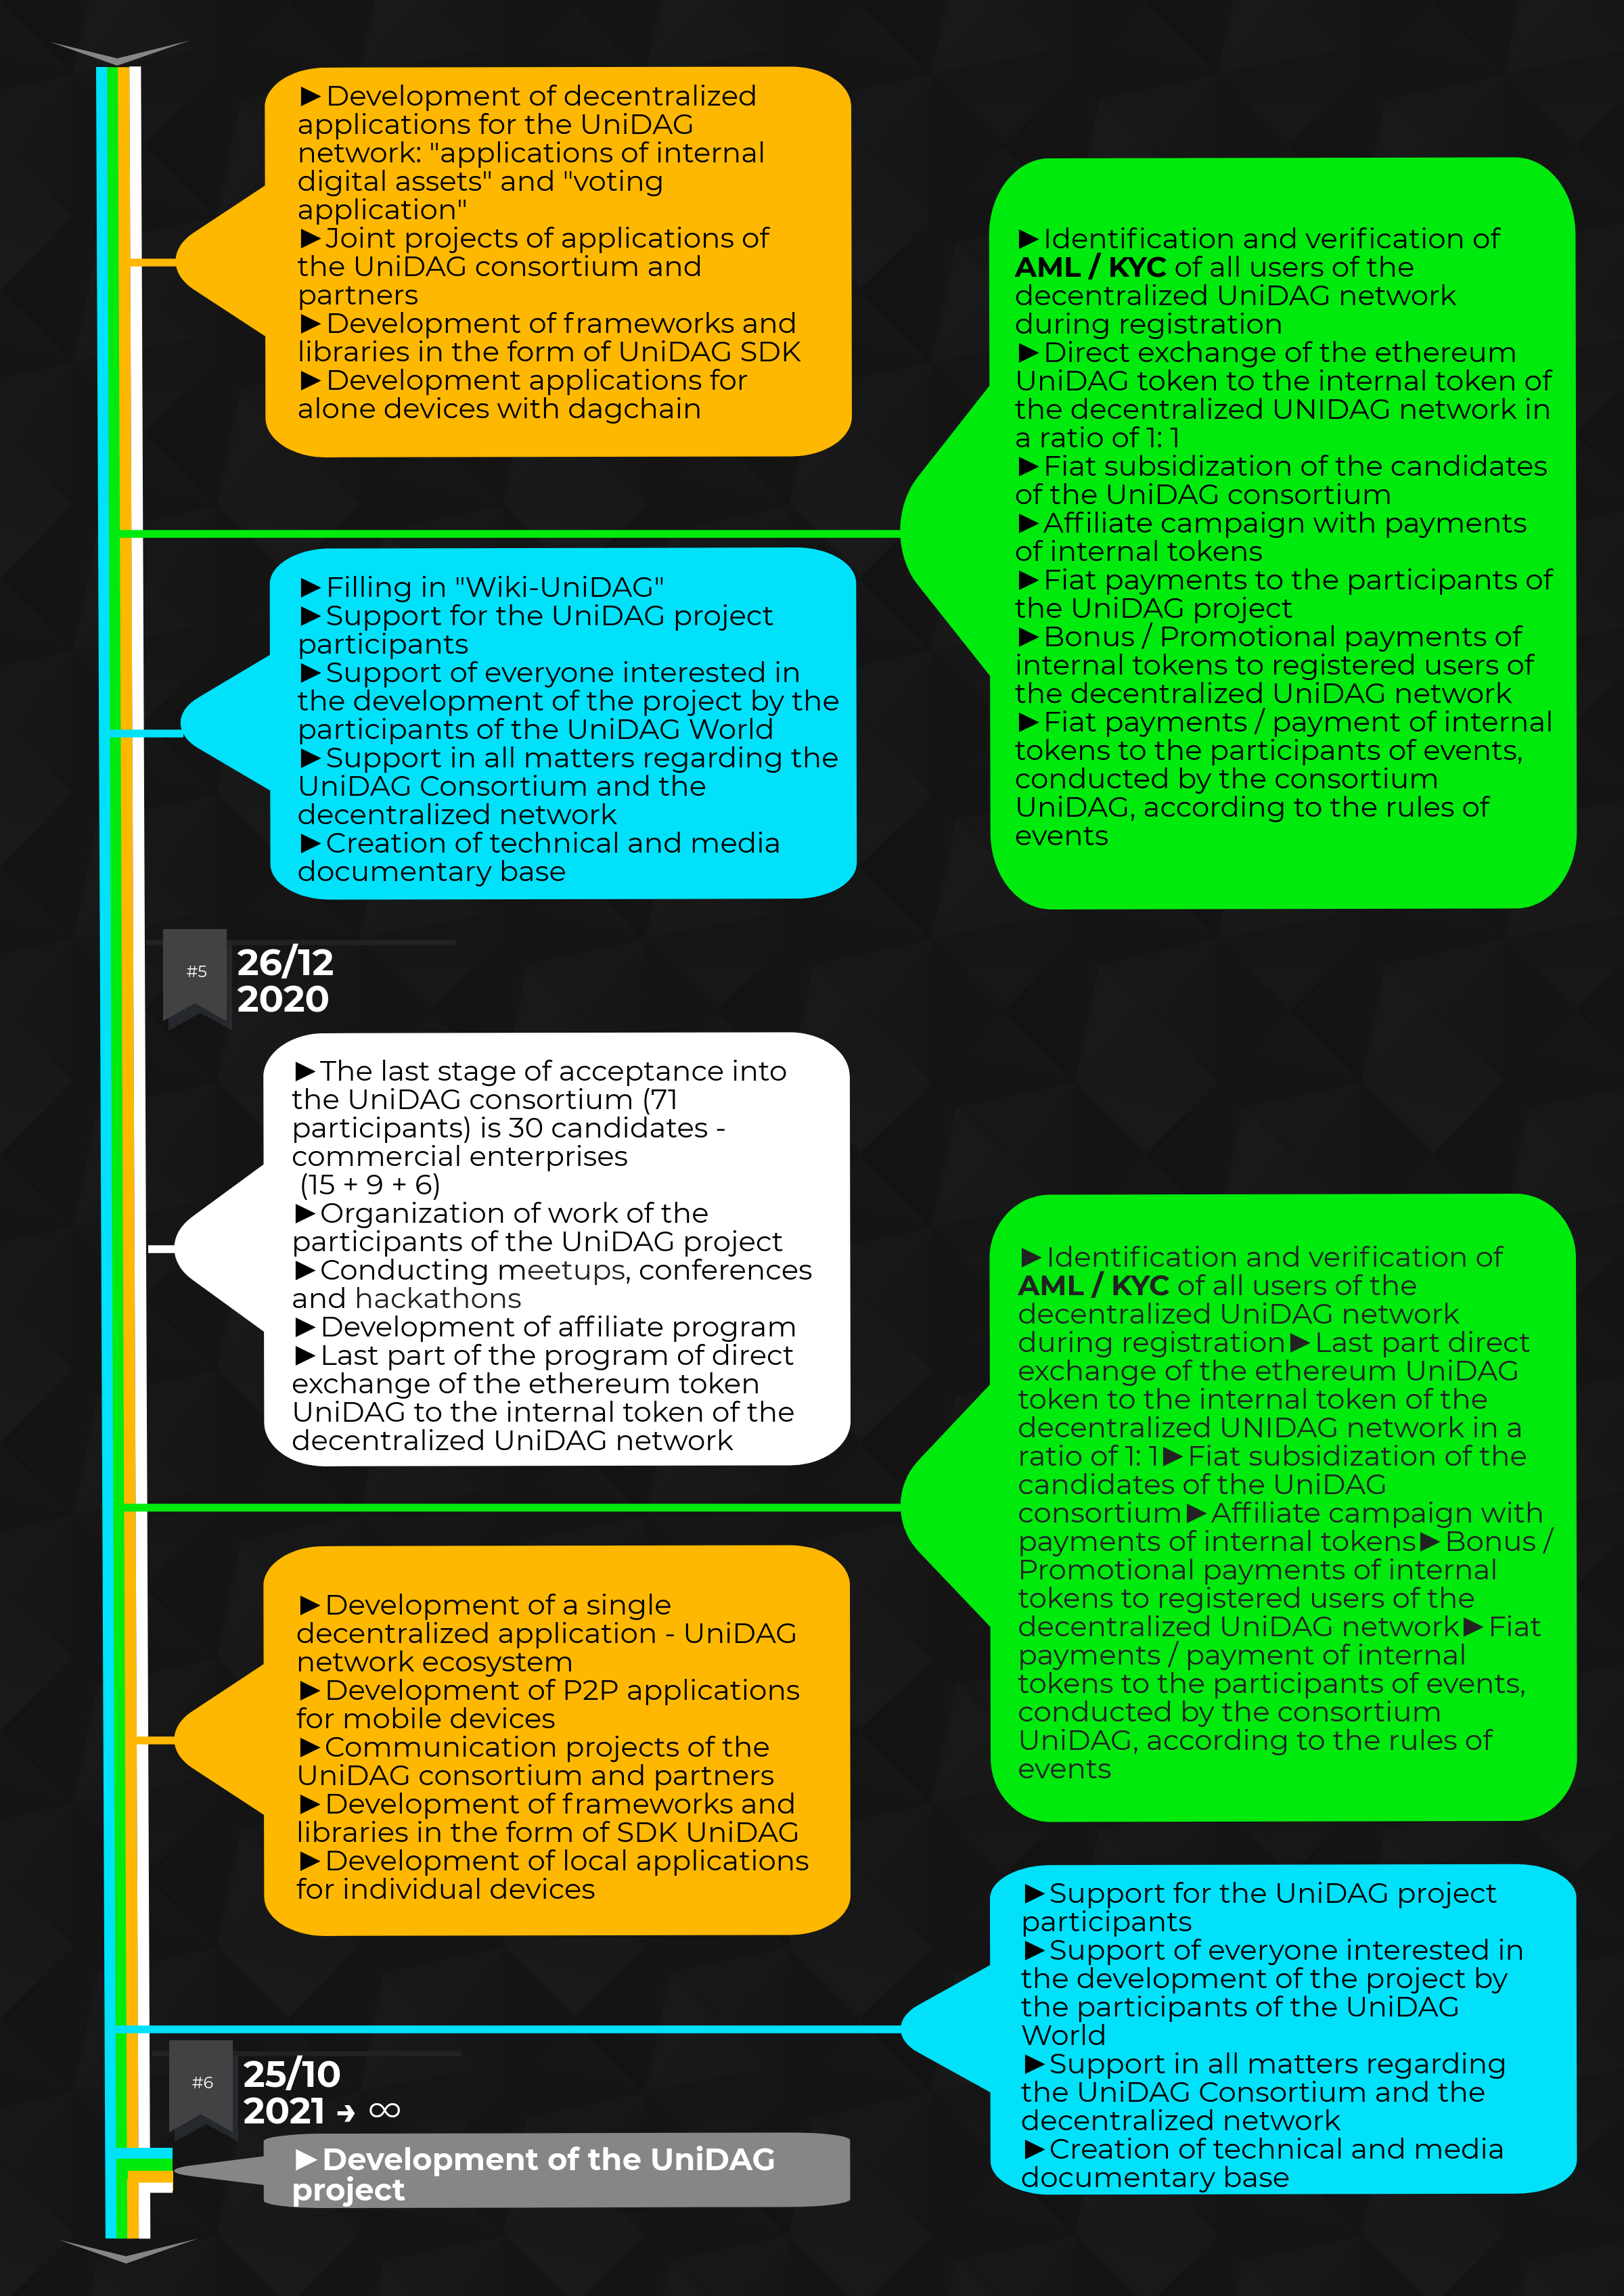 ►Development of decentralized
applications for the UniDAG
network: "applications of internal
digital assets" and "voting
application"
►Joint projects of applications of
the UniDAG consortium and
partners
►Development of frameworks and
libraries in the form of UniDAG SDK
►Development applications for
alone devices with dagchain
►Identification and verification of
AML / KYC of all users of the
decentralized UniDAG network
during registration
►Direct exchange of the ethereum
UniDAG token to the internal token of
the decentralized UNIDAG network in
a ratio of 1: 1
►Fiat subsidization of the candidates
of the UniDAG consortium
►Affiliate campaign with payments
of internal tokens
►Fiat payments to the participants of
the UniDAG project
►Bonus / Promotional payments of
internal tokens to registered users of
the decentralized UniDAG network
►Fiat payments / payment of internal
tokens to the participants of events,
conducted by the consortium
UniDAG, according to the rules of
events
►Filling in "Wiki-UniDAG"
►Support for the UniDAG project
participants
►Support of everyone interested in
the development of the project by the
participants of the UniDAG World
►Support in all matters regarding the
UniDAG Consortium and the
decentralized network
►Creation of technical and media
documentary base
#5
26/12
2020
►The last stage of acceptance into
the UniDAG consortium (71
participants) is 30 candidates -
commercial enterprises
(15 + 9 + 6)
►Organization of work of the
participants of the UniDAG project
►Conducting meetups, conferences
and hackathons
►Development of affiliate program
►Last part of the program of direct
exchange of the ethereum token
UniDAG to the internal token of the
decentralized UniDAG network
►Identification and verification of
AML / KYC of all users of the
decentralized UniDAG network
during registration►Last part direct
exchange of the ethereum UniDAG
token to the internal token of the
decentralized UNIDAG network in a
ratio of 1: 1►Fiat subsidization of the
candidates of the UniDAG
consortium►Affiliate campaign with
payments of internal tokens►Bonus /
Promotional payments of internal
tokens to registered users of the
decentralized UniDAG network►Fiat
payments / payment of internal
tokens to the participants of events,
conducted by the consortium
UniDAG, according to the rules of
events
►Development of a single
decentralized application - UniDAG
network ecosystem
►Development of P2P applications
for mobile devices
►Communication projects of the
UniDAG consortium and partners
►Development of frameworks and
libraries in the form of SDK UniDAG
►Development of local applications
for individual devices
►Support for the UniDAG project
participants
►Support of everyone interested in
the development of the project by
the participants of the UniDAG
World
►Support in all matters regarding
the UniDAG Consortium and the
decentralized network
►Creation of technical and media
documentary base
#6
25/10
2021 → ∞
►Development of the UniDAG
project